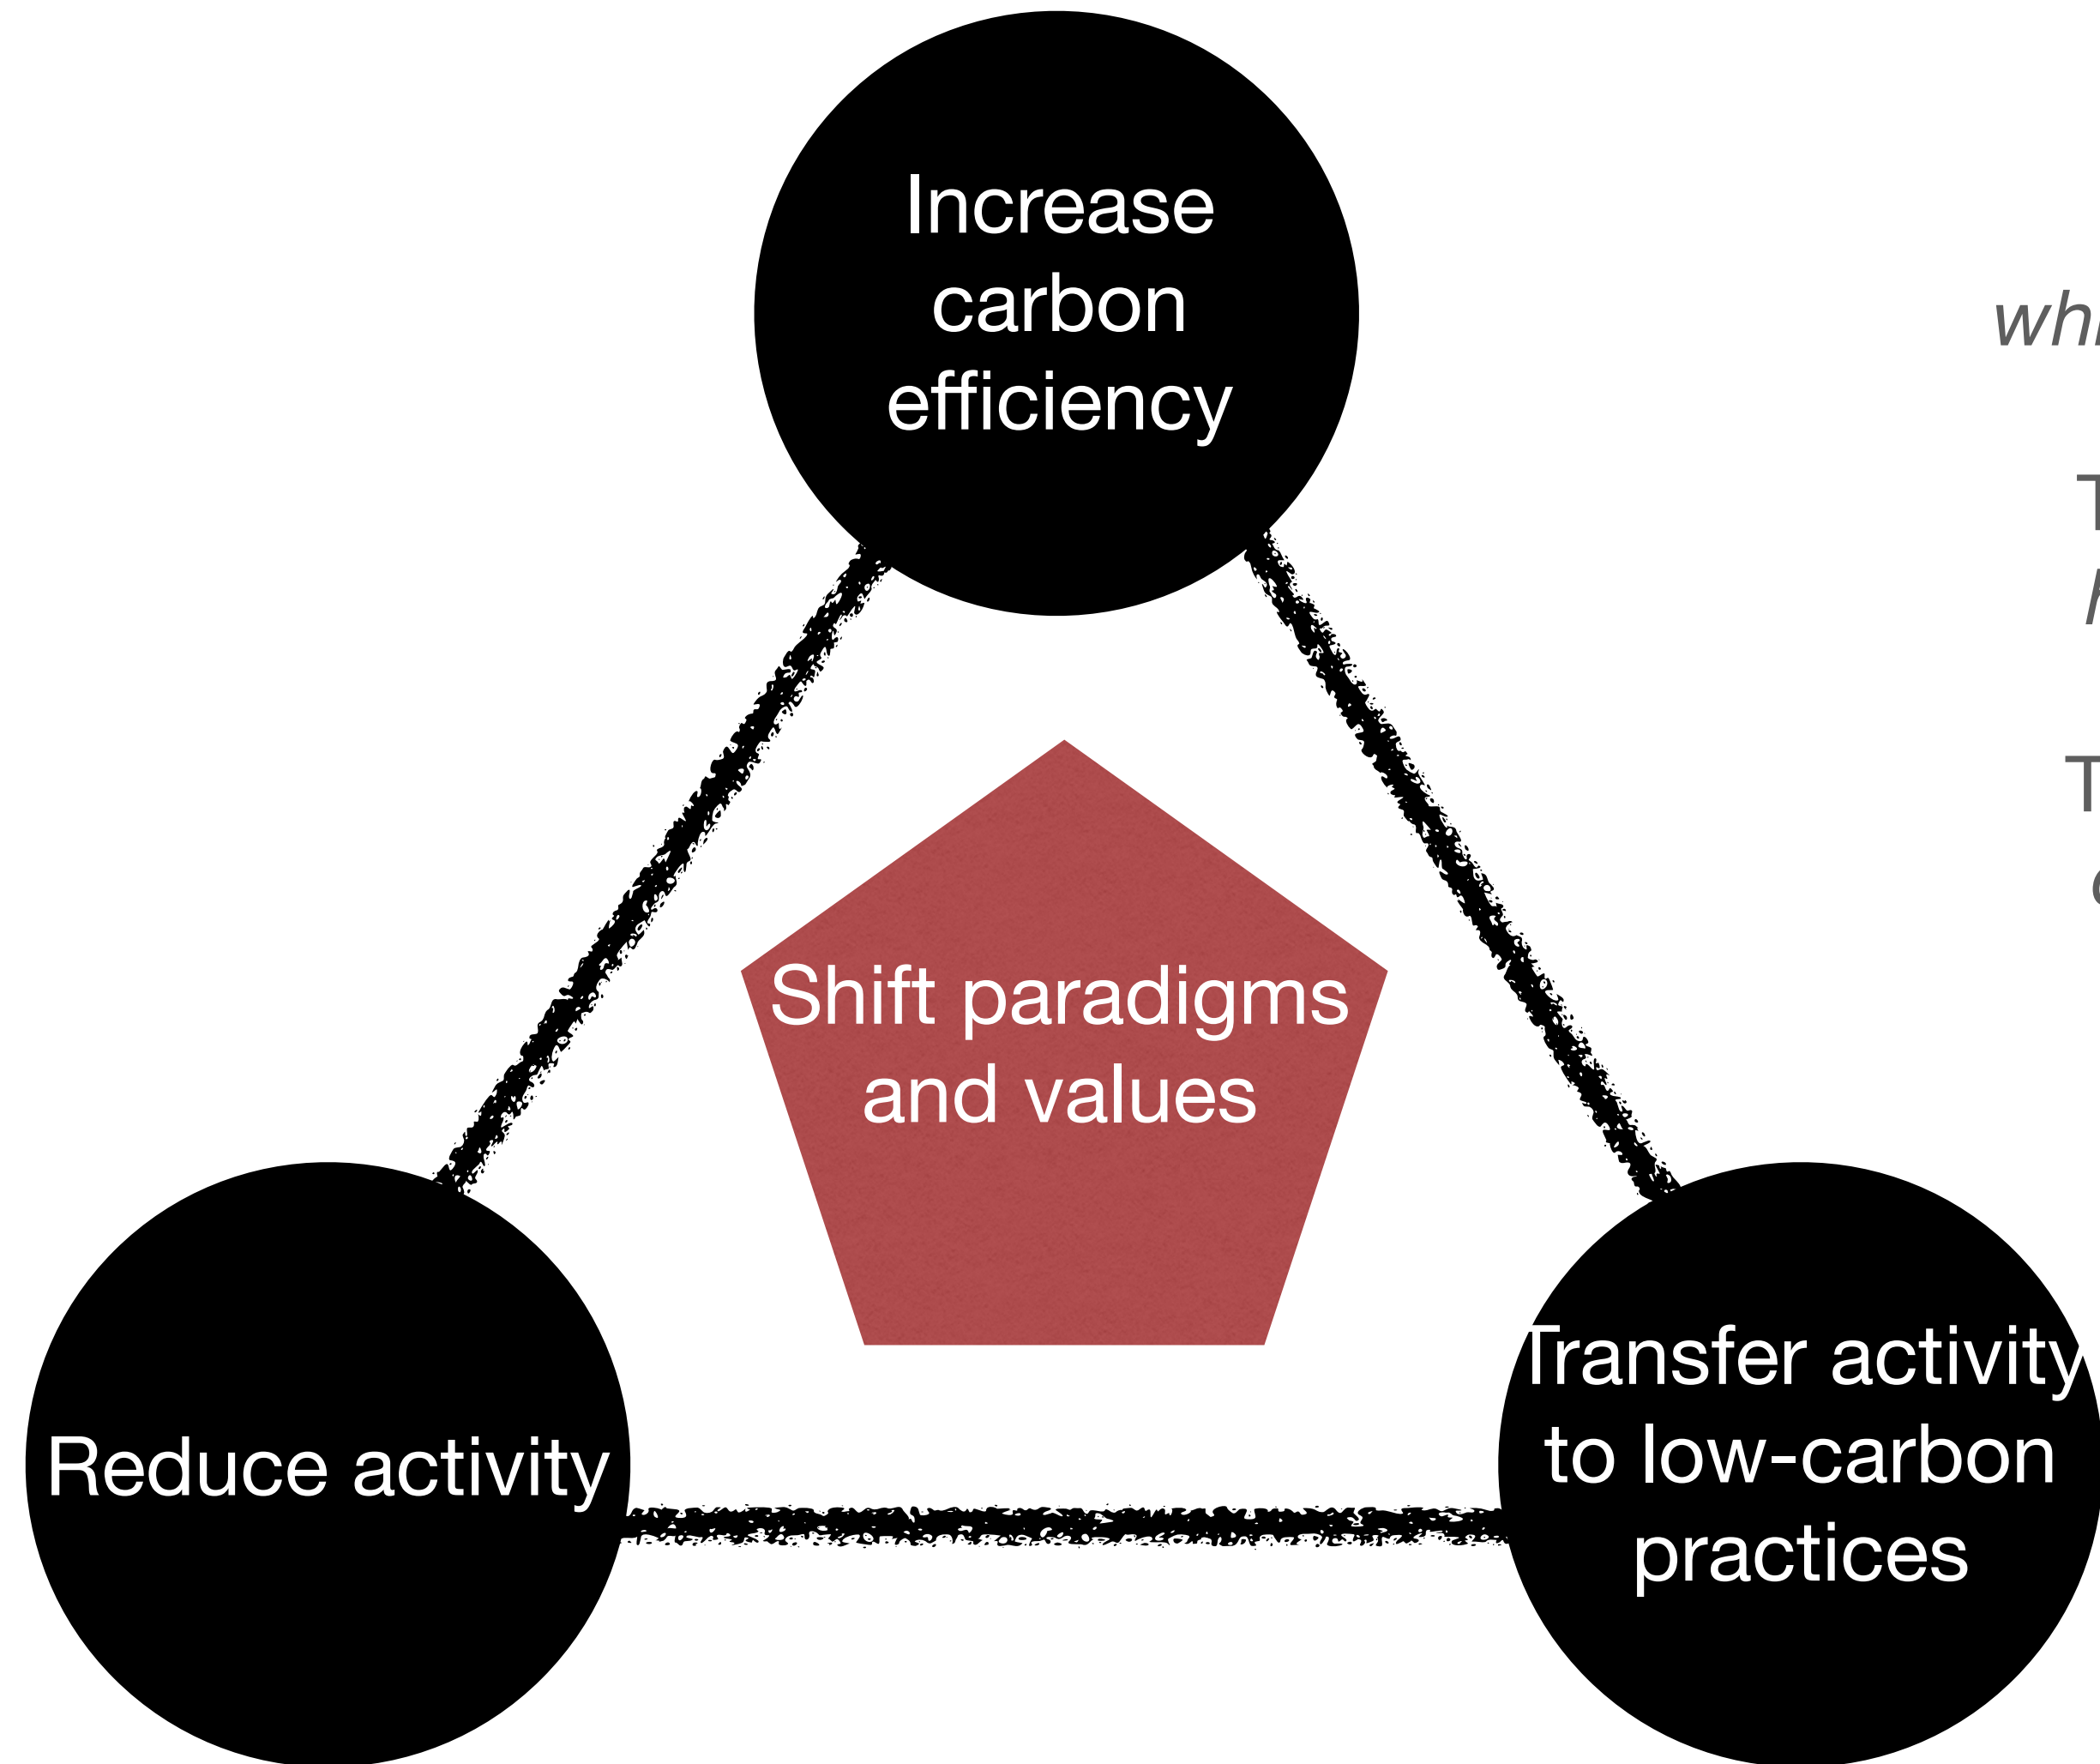 Increase
carbon
efficiency
Shift paradigms
and values
Reduce activity
Transfer activity
to low-carbon
practices